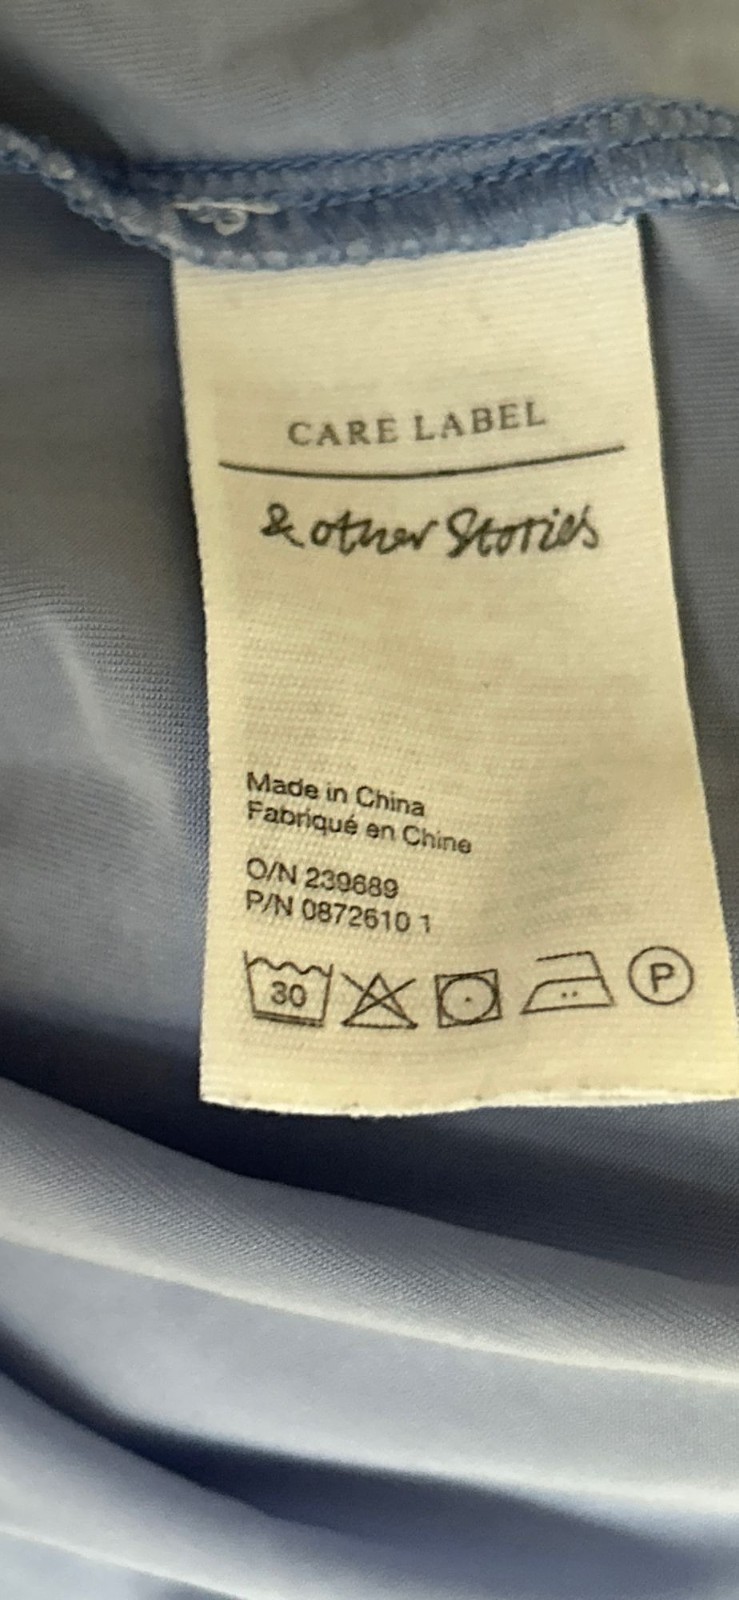 CARE LABEL
& other Stories
Made in China
Fabriqué en Chine
O/N 239689
P/N 0872610 1
30
P